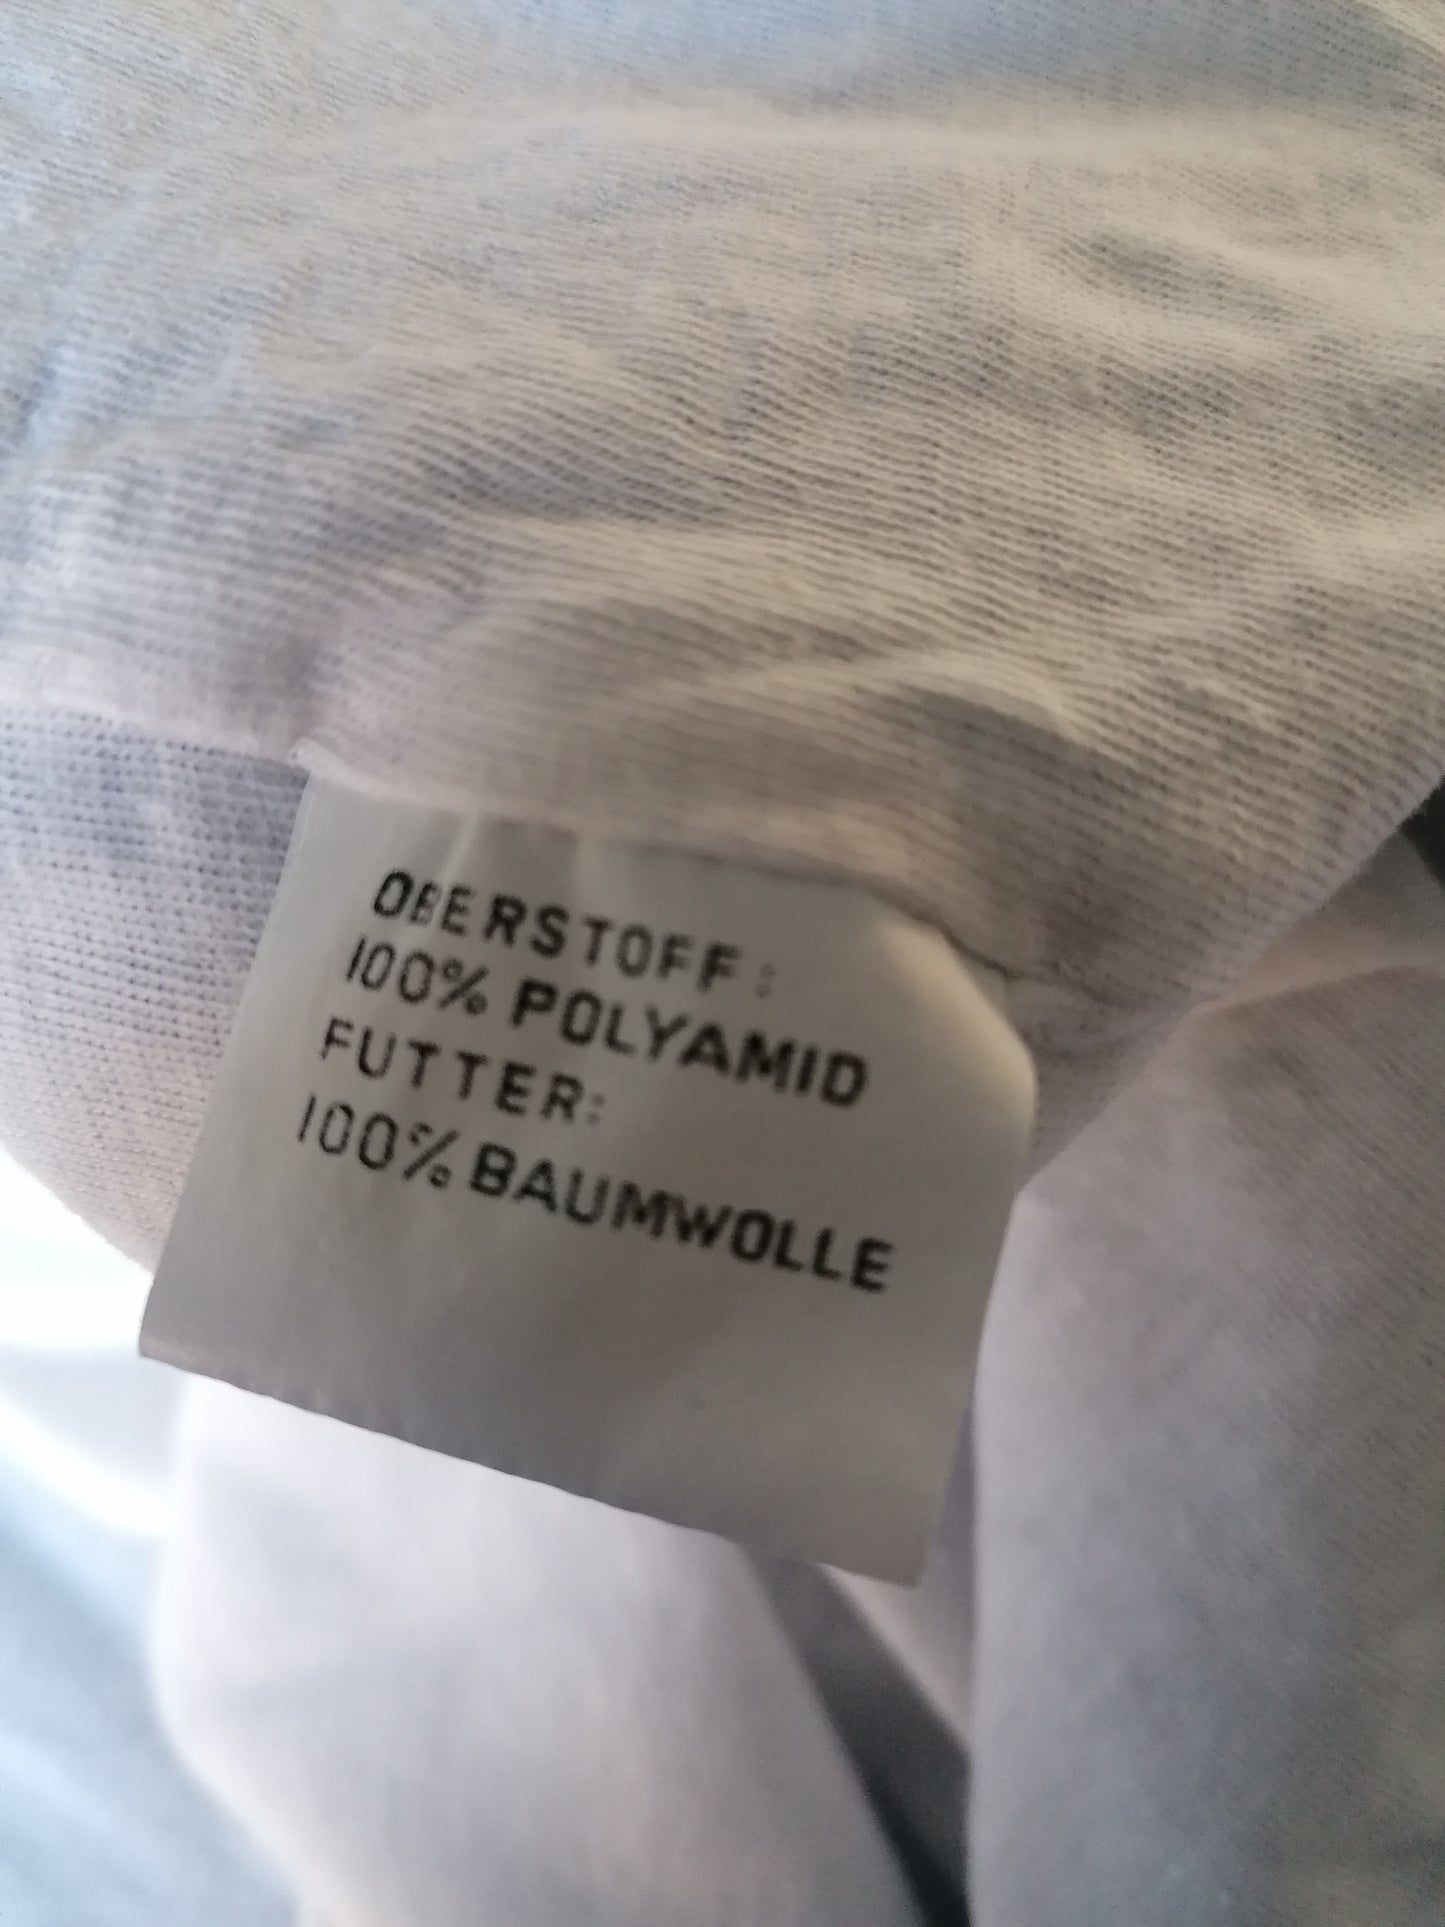 OBERSTOFF:
100% POLYAMID
FUTTER:
100% BAUMWOLLE